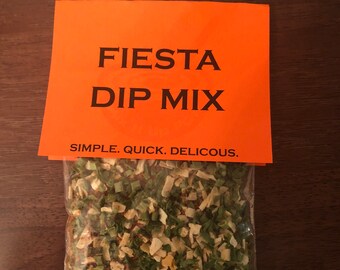 FIESTA
DIP MIX
SIMPLE. QUICK. DELICOUS.